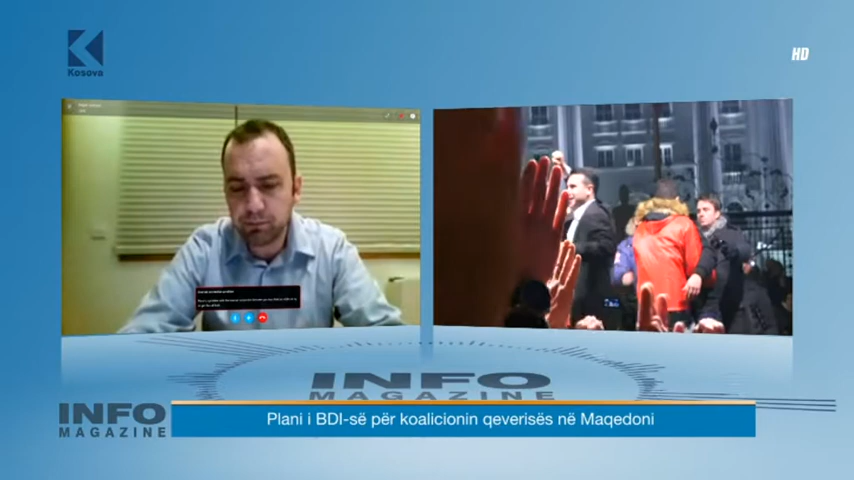 Kosova
HD
INFO
MAGAZINE
INFO
MAGAZINE
Plani i BDI-së për koalicionin qeverisës në Maqedoni